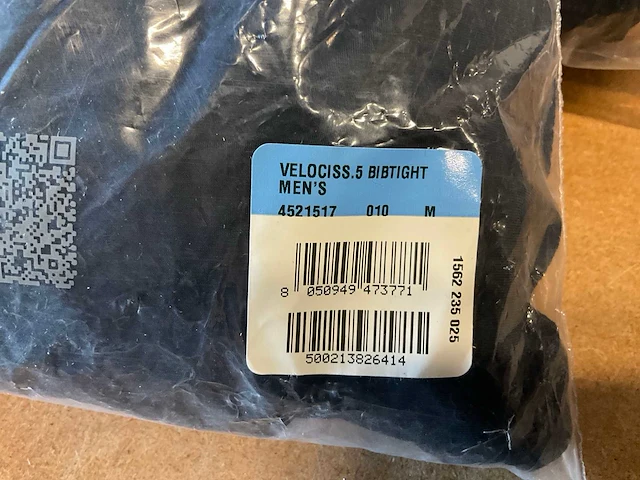 VELOCISS.5 BIBTIGHT
MEN'S
4521517 010 M
8 050949 473771
500213826414
1562 235 025